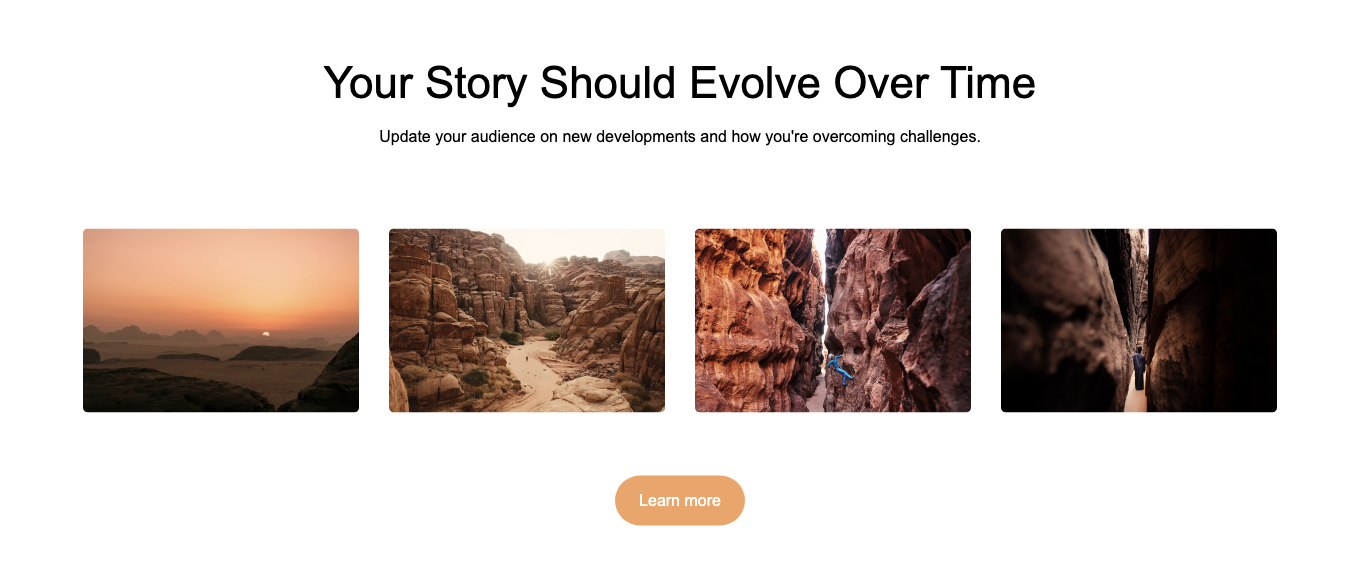 Your Story Should Evolve Over Time
Update your audience on new developments and how you're overcoming challenges.
Learn more